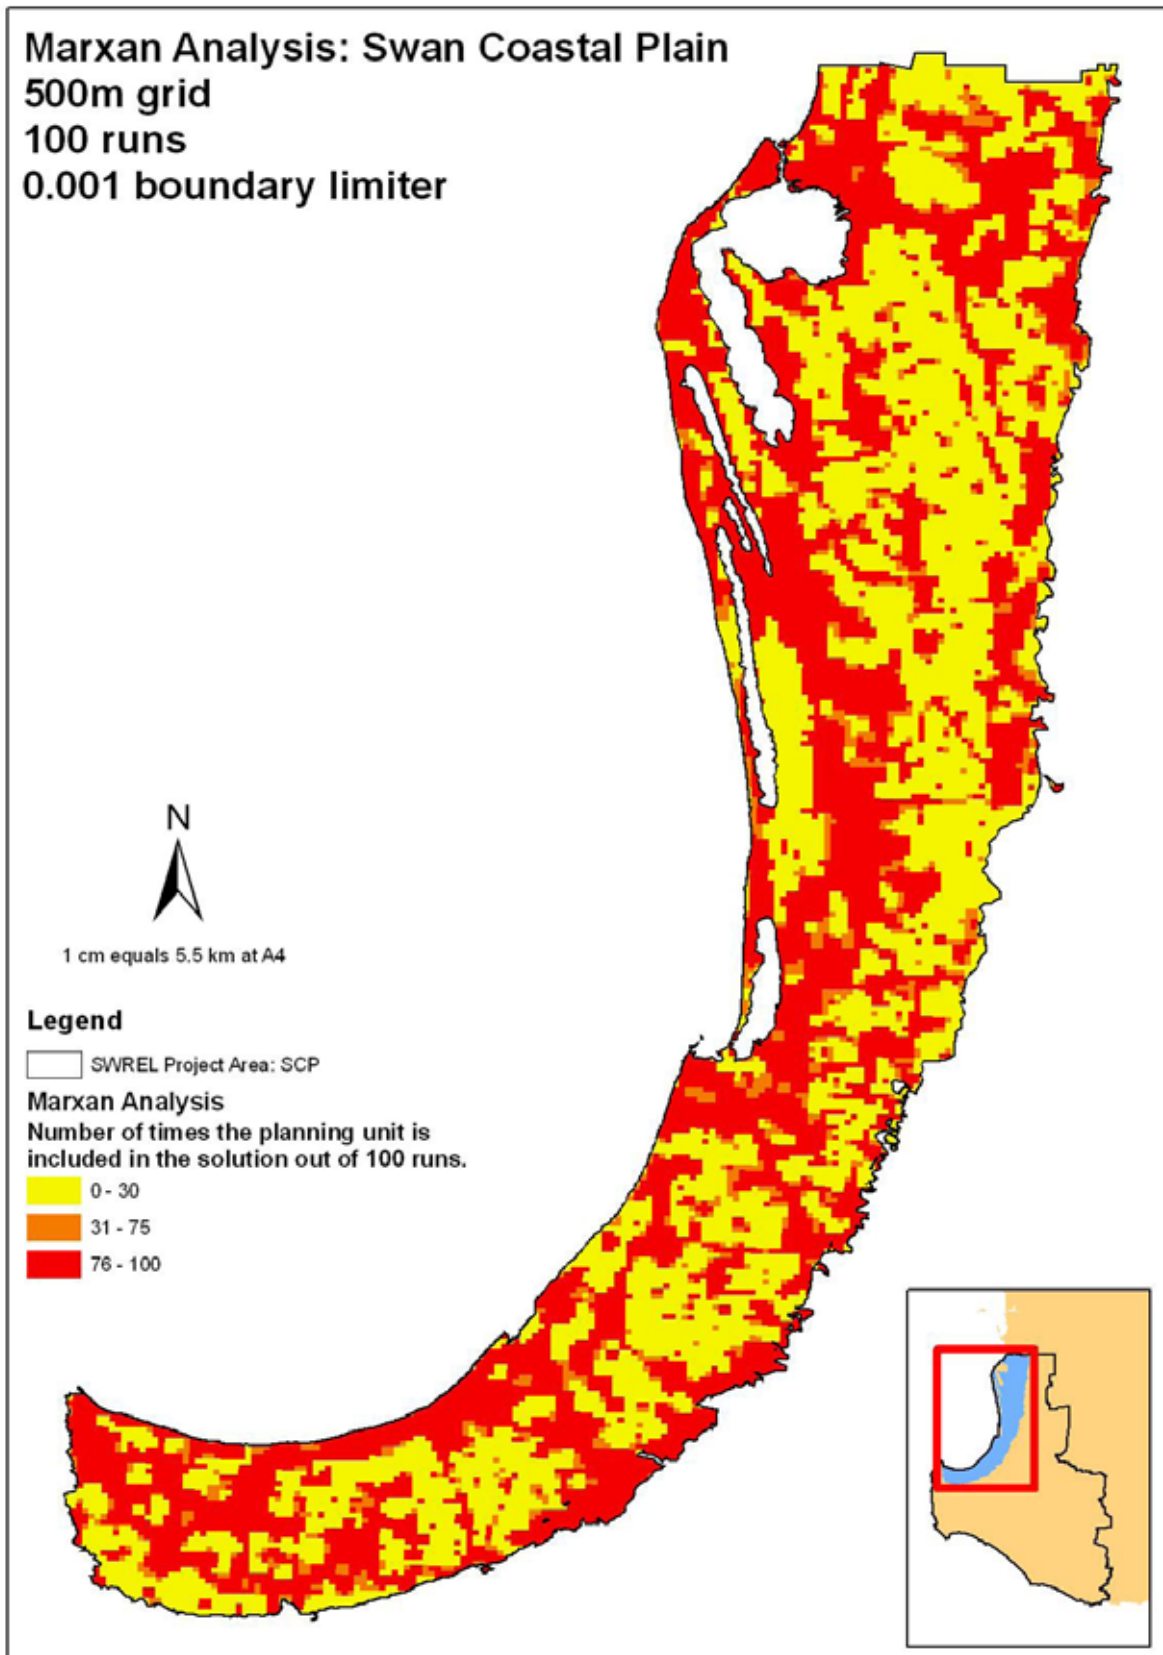 Marxan Analysis: Swan Coastal Plain
500m grid
100 runs
0.001 boundary limiter
N
1 cm equals 5.5 km at A4
Legend
SWREL Project Area: SCP
Marxan Analysis
Number of times the planning unit is
included in the solution out of 100 runs.
0 - 30
31 - 75
76 - 100